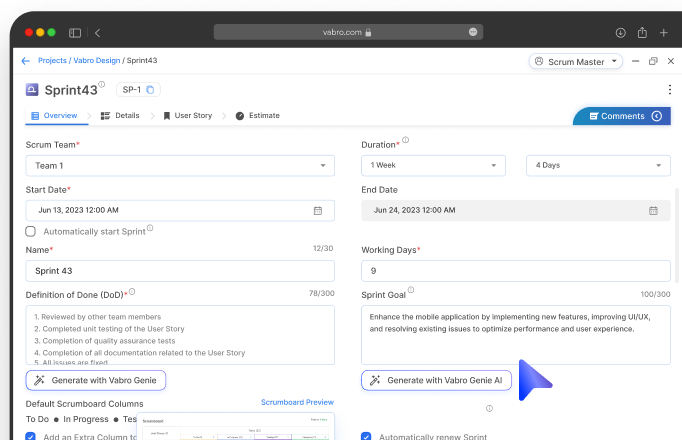 vabro.com
Projects / Vabro Design / Sprint43
Scrum Master
Sprint43
SP-1
Overview
Details
User Story
Estimate
Comments
Scrum Team*
Duration*
Team 1
1 Week
4 Days
Start Date*
End Date
Jun 13, 2023 12:00 AM
Jun 24, 2023 12:00 AM
Automatically start Sprint
Name*
12/30
Working Days*
Sprint 43
9
Definition of Done (DoD)*
78/300
Sprint Goal
100/300
1. Reviewed by other team members
2. Completed unit testing of the User Story
3. Completion of quality assurance tests
4. Completion of all documentation related to the User Story
5. All issues are fixed
Enhance the mobile application by implementing new features, improving UI/UX,
and resolving existing issues to optimize performance and user experience.
Generate with Vabro Genie
Generate with Vabro Genie AI
Default Scrumboard Columns
Scrumboard Preview
To Do ● In Progress ● Tes
Scrumboard
Add an Extra Column to
Automatically renew Sprint